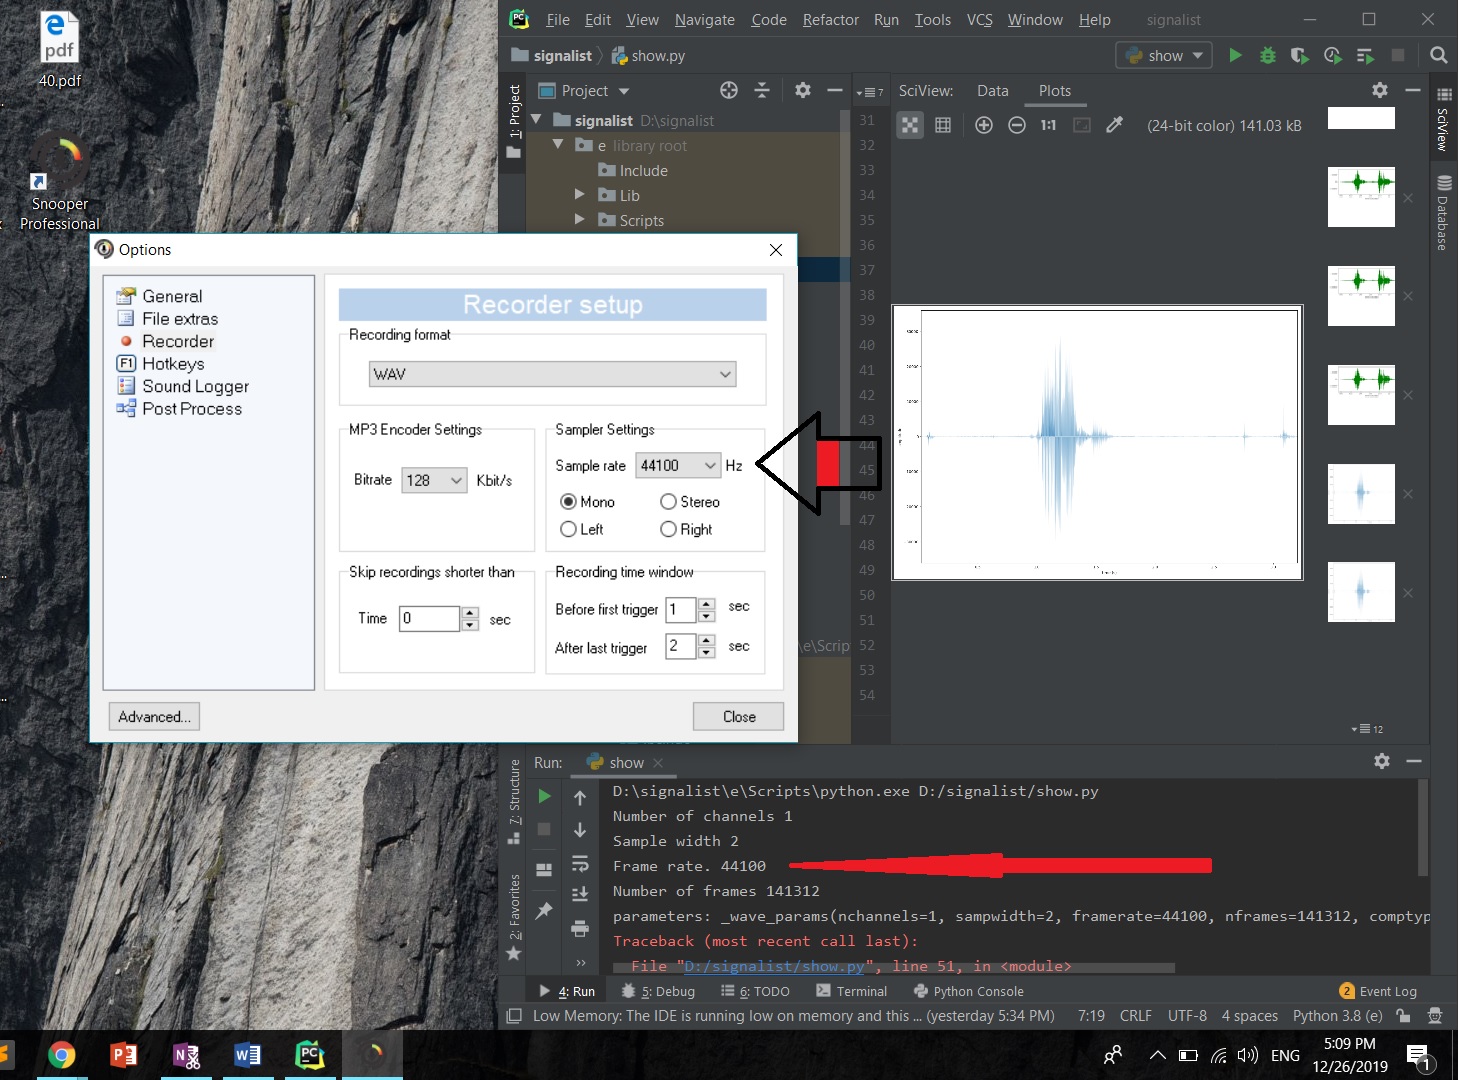 40.pdf
Snooper
Professional
File Edit View Navigate Code Refactor Run Tools VCS Window Help signalist
signalist show.py
show
1: Project
Project
signalist D:\signalist
e library root
Include
Lib
Scripts
7
31
32
33
34
35
36
37
38
39
40
41
42
43
44
45
46
47
48
49
50
51
52
53
54
\e\Scrip
SciView: Data Plots
1:1 (24-bit color) 141.03 kB
12
SciView
Database
Options
General
File extras
Recorder
F1 Hotkeys
Sound Logger
Post Process
Recorder setup
Recording format
WAV
MP3 Encoder Settings
Bitrate 128 Kbit/s
Sampler Settings
Sample rate 44100 Hz
Mono Stereo
Left Right
Skip recordings shorter than
Time 0 sec
Recording time window
Before first trigger 1 sec
After last trigger 2 sec
Advanced...
Close
Z: Structure
2: Favorites
Run: show
D:\signalist\e\Scripts\python.exe D:/signalist/show.py
Number of channels 1
Sample width 2
Frame rate. 44100
Number of frames 141312
parameters: _wave_params(nchannels=1, sampwidth=2, framerate=44100, nframes=141312, comptyp
Traceback (most recent call last):
File "D:/signalist/show.py", line 51, in <module>
4: Run 5: Debug 6: TODO Terminal Python Console 2 Event Log
Low Memory: The IDE is running low on memory and this ... (yesterday 5:34 PM) 7:19 CRLF UTF-8 4 spaces Python 3.8 (e)
ENG
5:09 PM
12/26/2019
1